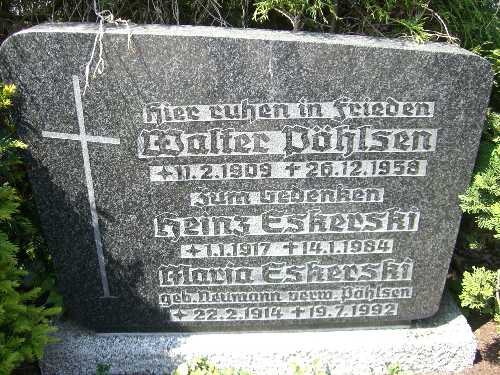 Hier ruhen in Frieden
Walter Pöhlsen
+11.2.1909 +26.12.1958
Zum Gedenken
Heinz Eskerski
+1.1.1917 +14.1.1984
Maria Eskerski
geb. Neumann verw. Pöhlsen
+22.2.1914 +19.7.1992